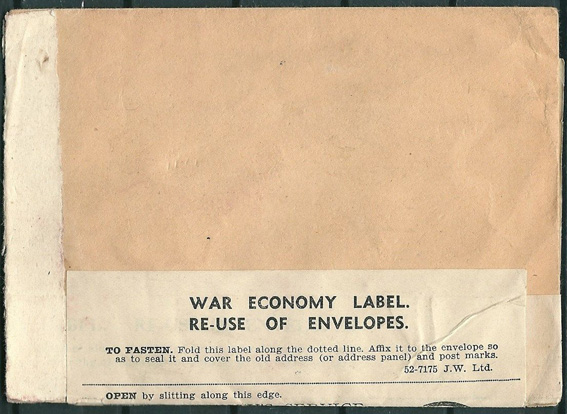 WAR ECONOMY LABEL.
RE-USE OF ENVELOPES.
TO FASTEN. Fold this label along the dotted line. Affix it to the envelope so
as to seal it and cover the old address (or address panel) and post marks.
52-7175 J.W. Ltd.
OPEN by slitting along this edge.
SERVICE